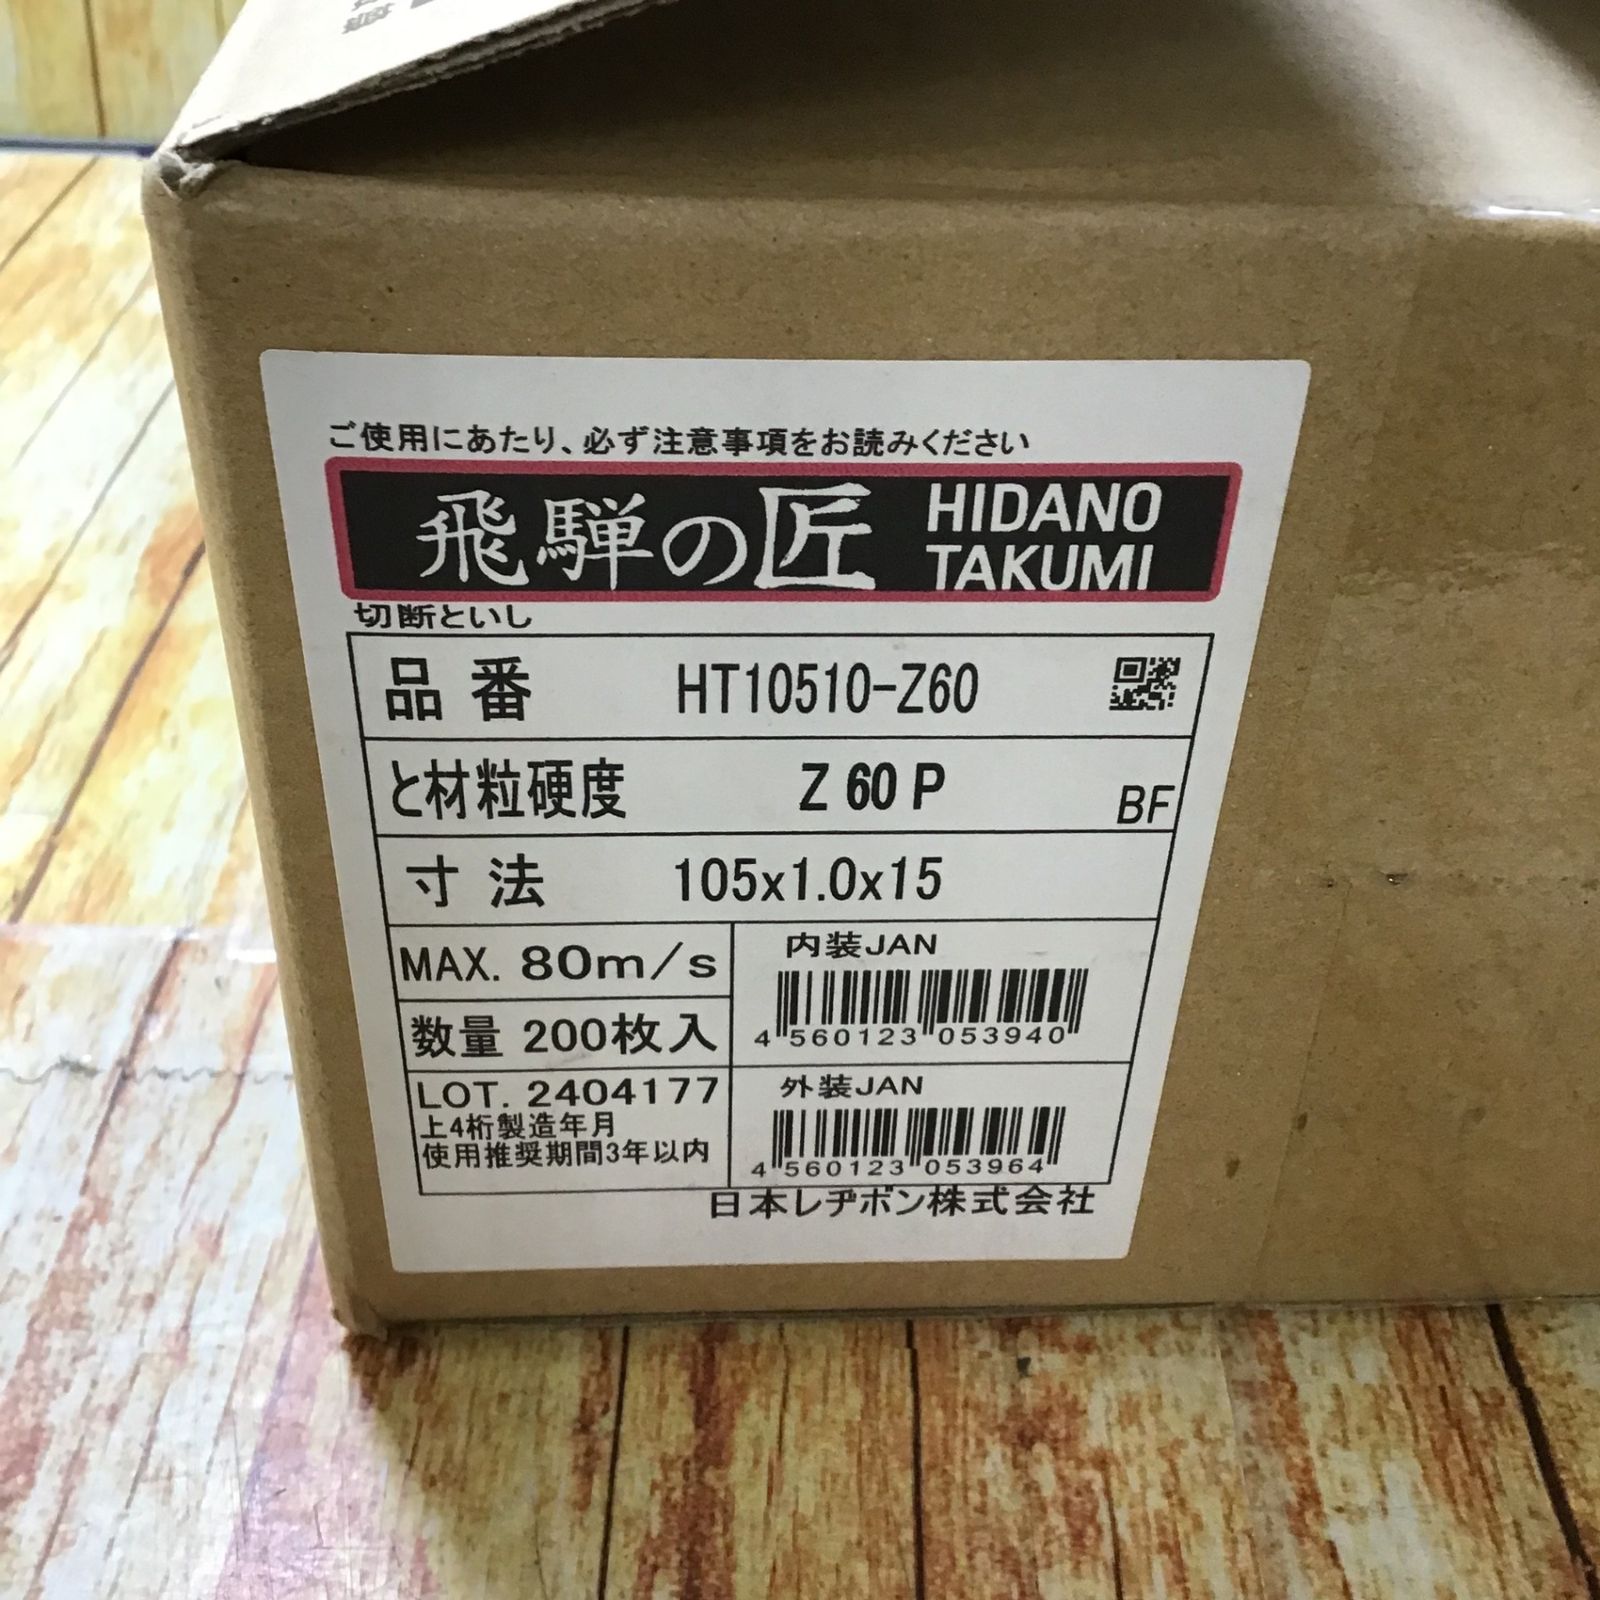 ご使用にあたり、必ず注意事項をお読みください
飛騨の匠 HIDANO TAKUMI
切断といし
品番 HT10510-Z60
と材粒硬度 Z 60 P BF
寸法 105x1.0x15
MAX. 80m/s
数量 200枚入
LOT. 2404177
上4桁製造年月
使用推奨期間3年以内
内装JAN
4 560123 053940
外装JAN
4 560123 053964
日本レヂボン株式会社